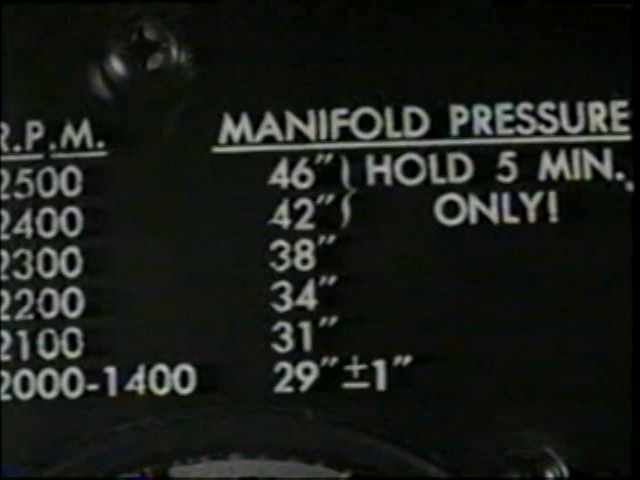 R.P.M. MANIFOLD PRESSURE
2500 46" } HOLD 5 MIN.
2400 42" } ONLY!
2300 38"
2200 34"
2100 31"
2000-1400 29" ±1"